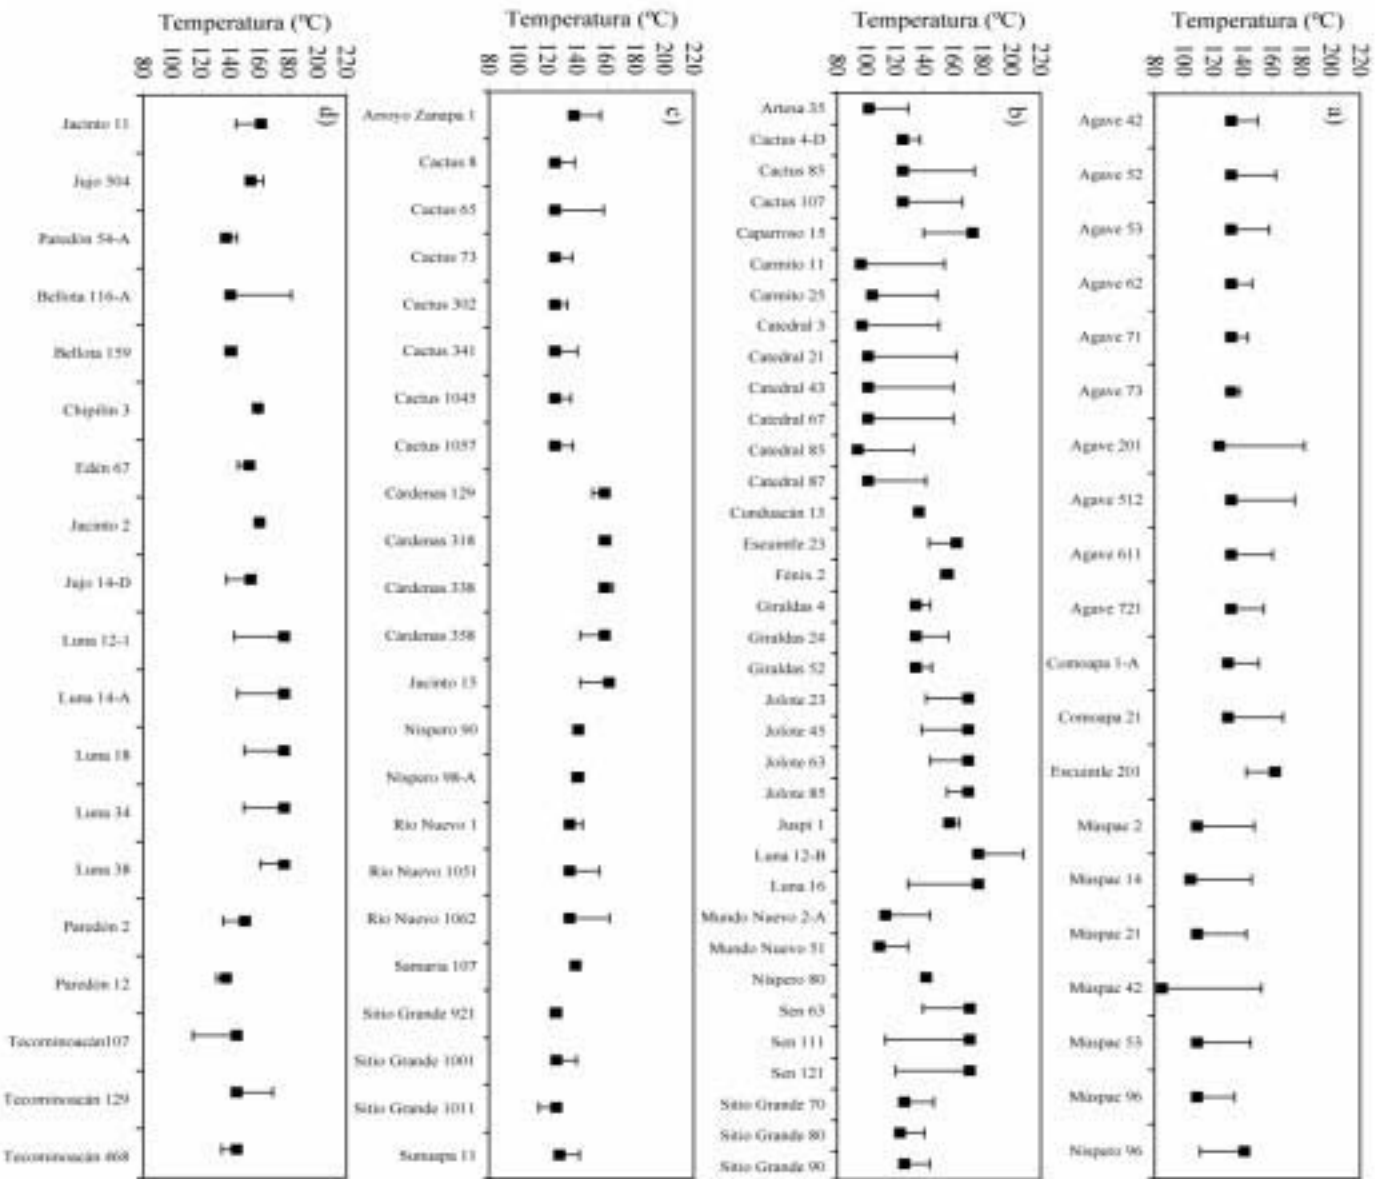 Temperatura (ºC)
80 100 120 140 160 180 200 220
d)
Jacinto 11
Jujo 504
Paredón 54-A
Bellota 116-A
Bellota 159
Chipilín 3
Edén 67
Jacinto 2
Jujo 14-D
Luna 12-1
Luna 14-A
Luna 18
Luna 34
Luna 38
Paredón 2
Paredón 12
Tecominoacán107
Tecominoacán 129
Tecominoacán 468
Temperatura (ºC)
80 100 120 140 160 180 200 220
c)
Arroyo Zanapa 1
Cactus 8
Cactus 65
Cactus 73
Cactus 302
Cactus 341
Cactus 1045
Cactus 1057
Cárdenas 129
Cárdenas 318
Cárdenas 338
Cárdenas 358
Jacinto 15
Níspero 90
Níspero 98-A
Río Nuevo 1
Río Nuevo 1051
Río Nuevo 1062
Samaria 107
Sitio Grande 921
Sitio Grande 1001
Sitio Grande 1011
Sunuapa 11
Temperatura (ºC)
80 100 120 140 160 180 200 220
b)
Artesa 35
Cactus 4-D
Cactus 85
Cactus 107
Caparroso 15
Carmito 11
Carmito 25
Catedral 3
Catedral 21
Catedral 43
Catedral 67
Catedral 85
Catedral 87
Cunduacán 13
Escuintle 23
Fénix 2
Giraldas 4
Giraldas 24
Giraldas 52
Jolote 23
Jolote 45
Jolote 63
Jolote 85
Juspi 1
Luna 12-B
Luna 16
Mundo Nuevo 2-A
Mundo Nuevo 51
Níspero 80
Sen 63
Sen 111
Sen 121
Sitio Grande 70
Sitio Grande 80
Sitio Grande 90
Temperatura (ºC)
80 100 120 140 160 180 200 220
a)
Agave 42
Agave 52
Agave 53
Agave 62
Agave 71
Agave 73
Agave 201
Agave 512
Agave 611
Agave 721
Comoapa 1-A
Comoapa 21
Escuintle 201
Múspac 2
Múspac 14
Múspac 21
Múspac 42
Múspac 53
Múspac 96
Níspero 96